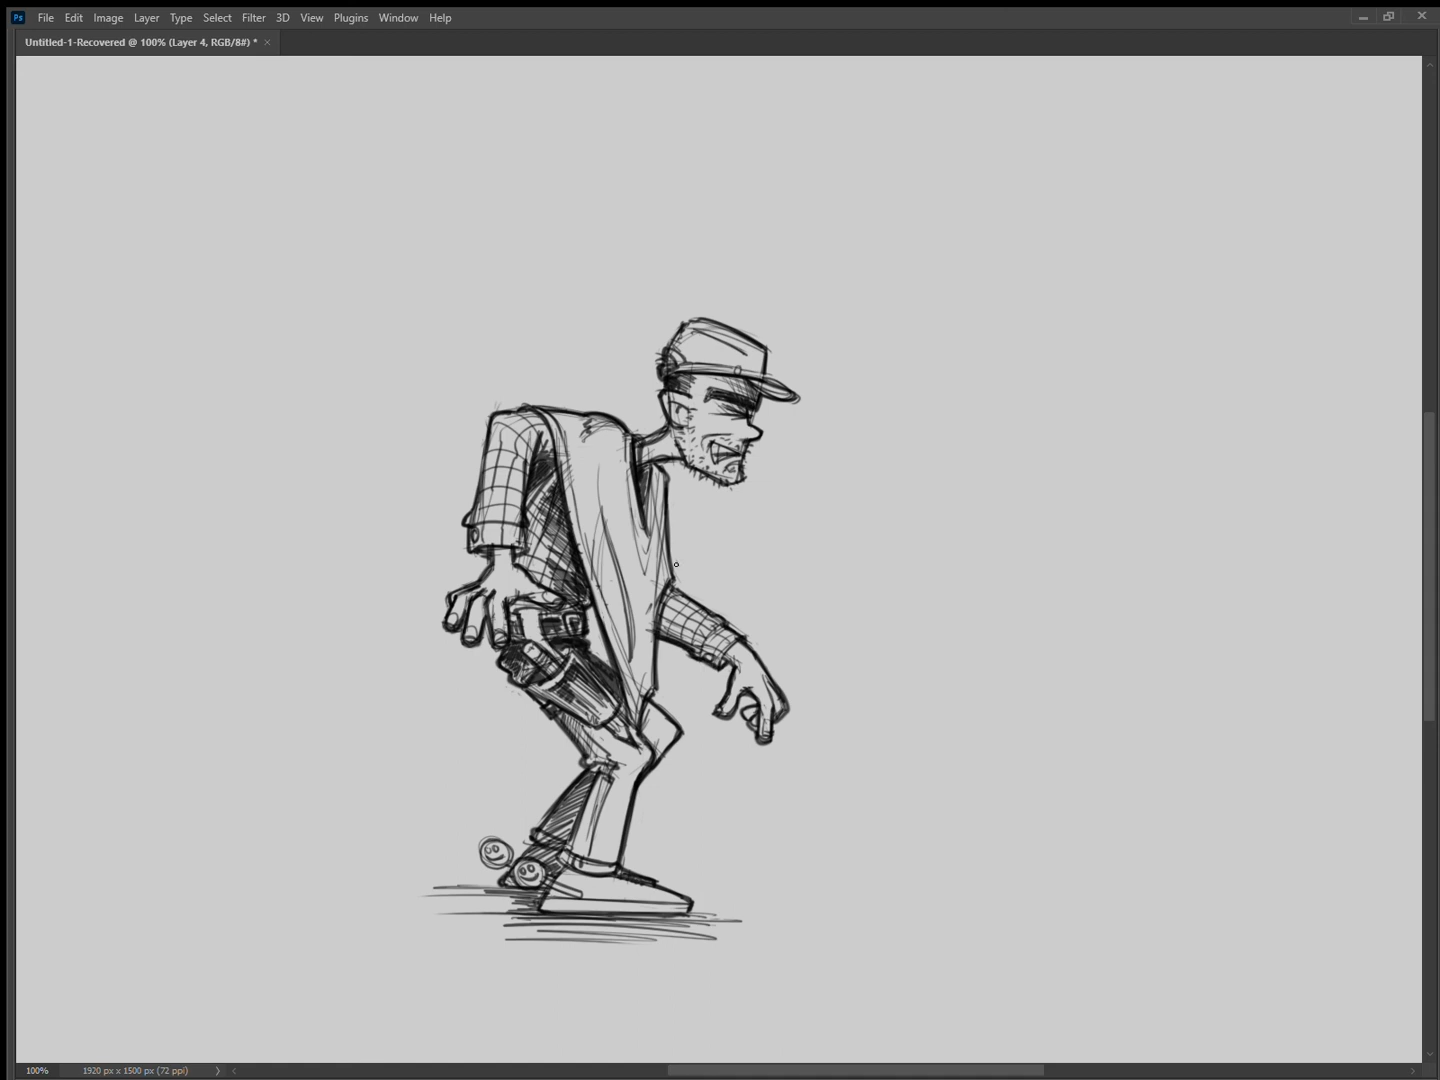 Ps File Edit Image Layer Type Select Filter 3D View Plugins Window Help
Untitled-1-Recovered @ 100% (Layer 4, RGB/8#) *
100% 1920 px x 1500 px (72 ppi)